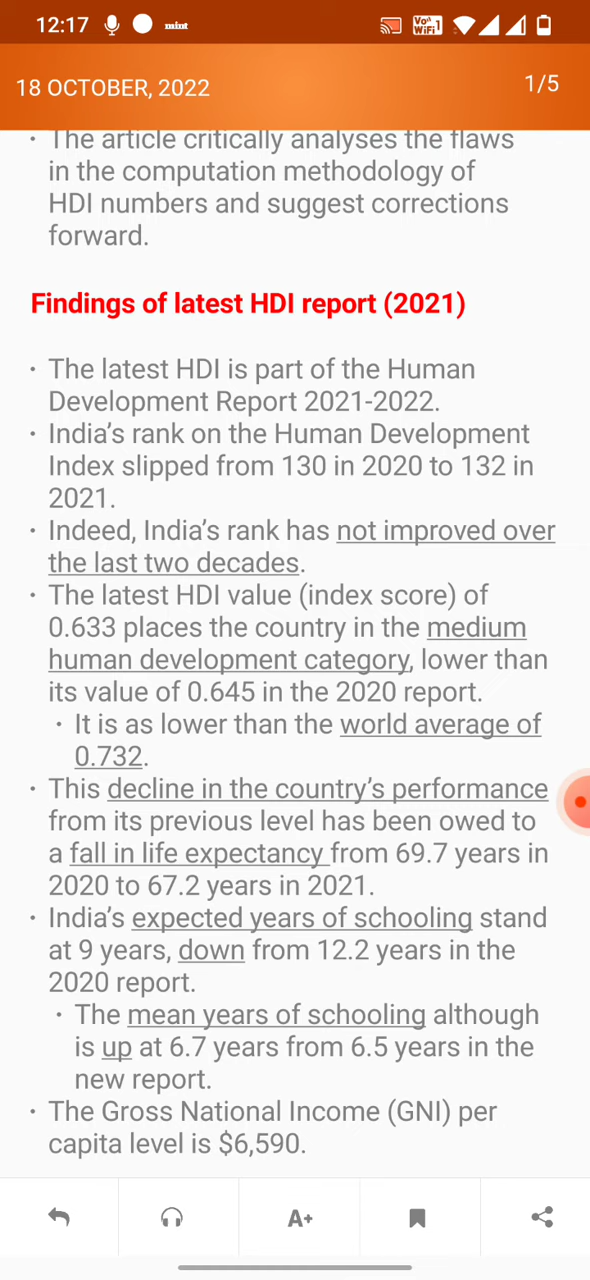 12:17 mint Vo)) 1 WiFi
18 OCTOBER, 2022 1/5
• The article critically analyses the flaws
in the computation methodology of
HDI numbers and suggest corrections
forward.
Findings of latest HDI report (2021)
• The latest HDI is part of the Human
Development Report 2021-2022.
• India’s rank on the Human Development
Index slipped from 130 in 2020 to 132 in
2021.
• Indeed, India’s rank has not improved over
the last two decades.
• The latest HDI value (index score) of
0.633 places the country in the medium
human development category, lower than
its value of 0.645 in the 2020 report.
• It is as lower than the world average of
0.732.
• This decline in the country’s performance
from its previous level has been owed to
a fall in life expectancy from 69.7 years in
2020 to 67.2 years in 2021.
• India’s expected years of schooling stand
at 9 years, down from 12.2 years in the
2020 report.
• The mean years of schooling although
is up at 6.7 years from 6.5 years in the
new report.
• The Gross National Income (GNI) per
capita level is $6,590.
A+